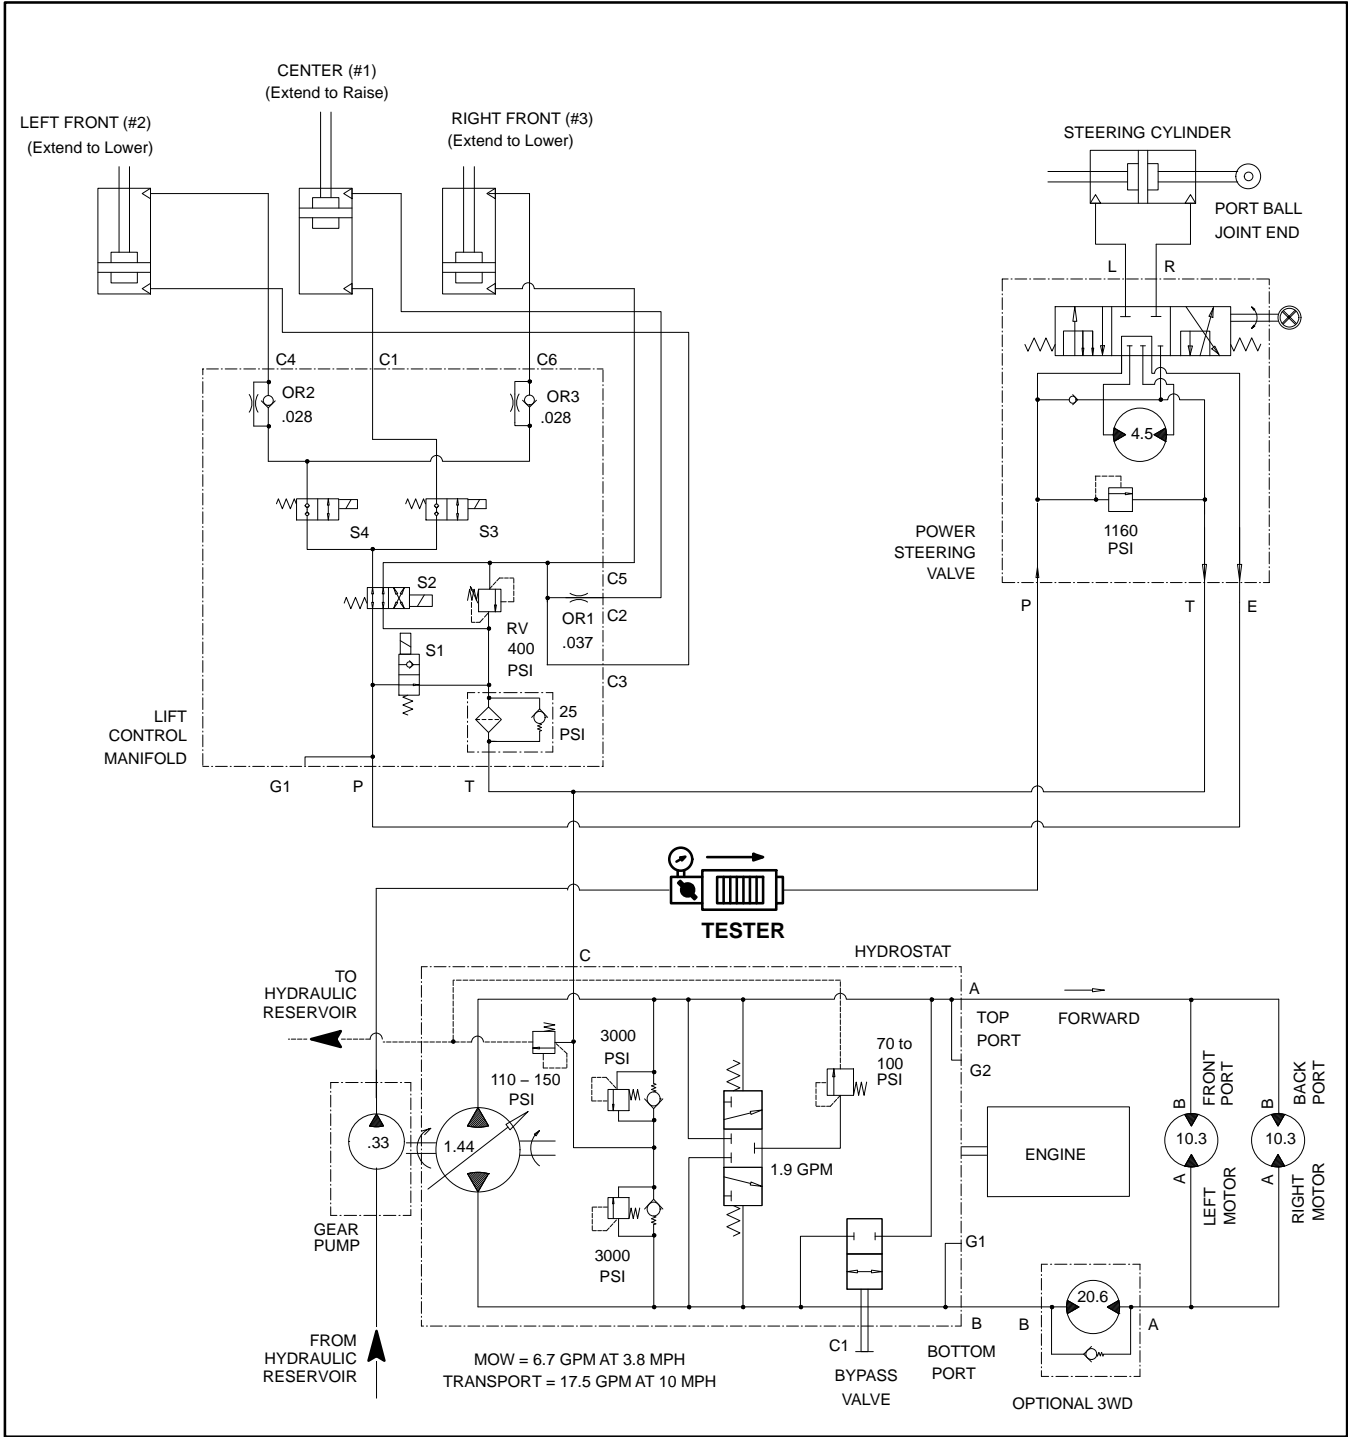 CENTER (#1)
(Extend to Raise)
LEFT FRONT (#2)
(Extend to Lower)
RIGHT FRONT (#3)
(Extend to Lower)
STEERING CYLINDER
PORT BALL
JOINT END
L
R
C4
C1
C6
OR2
.028
OR3
.028
4.5
S4
S3
1160
PSI
POWER
STEERING
VALVE
S2
C5
C2
OR1
.037
RV
400
PSI
S1
C3
P
T
E
25
PSI
LIFT
CONTROL
MANIFOLD
G1
P
T
TESTER
HYDROSTAT
C
TO
HYDRAULIC
RESERVOIR
A
TOP
PORT
FORWARD
3000
PSI
70 to
100
PSI
G2
110 – 150
PSI
.33
1.44
1.9 GPM
ENGINE
B
FRONT
PORT
B
BACK
PORT
10.3
10.3
A
LEFT
MOTOR
A
RIGHT
MOTOR
GEAR
PUMP
3000
PSI
G1
20.6
B
B
A
FROM
HYDRAULIC
RESERVOIR
C1
BYPASS
VALVE
BOTTOM
PORT
MOW = 6.7 GPM AT 3.8 MPH
TRANSPORT = 17.5 GPM AT 10 MPH
OPTIONAL 3WD